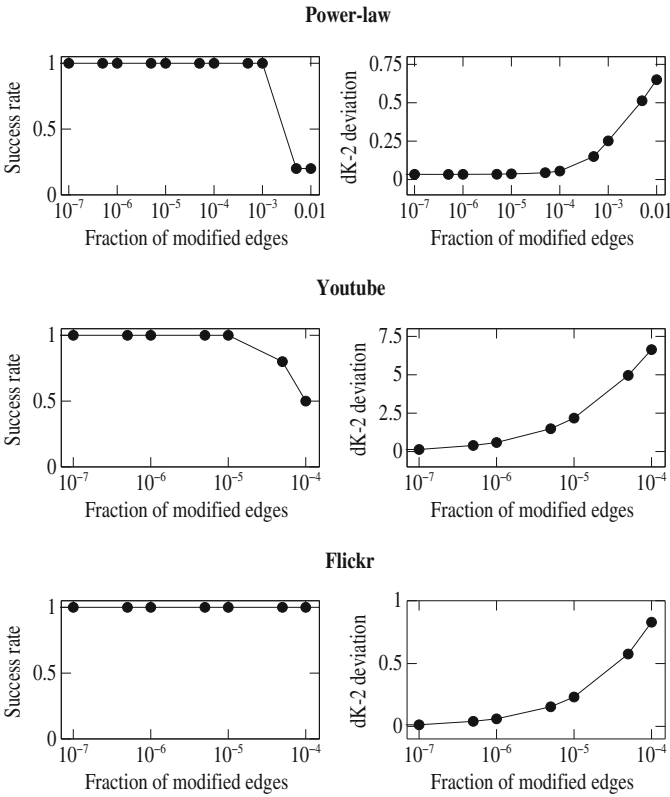 Power-law
Success rate
1
0.5
0
10⁻⁷ 10⁻⁶ 10⁻⁵ 10⁻⁴ 10⁻³ 0.01
Fraction of modified edges
dK-2 deviation
0.75
0.5
0.25
0
10⁻⁷ 10⁻⁶ 10⁻⁵ 10⁻⁴ 10⁻³ 0.01
Fraction of modified edges
Youtube
Success rate
1
0.5
0
10⁻⁷ 10⁻⁶ 10⁻⁵ 10⁻⁴
Fraction of modified edges
dK-2 deviation
7.5
5
2.5
0
10⁻⁷ 10⁻⁶ 10⁻⁵ 10⁻⁴
Fraction of modified edges
Flickr
Success rate
1
0.5
0
10⁻⁷ 10⁻⁶ 10⁻⁵ 10⁻⁴
Fraction of modified edges
dK-2 deviation
1
0.5
0
10⁻⁷ 10⁻⁶ 10⁻⁵ 10⁻⁴
Fraction of modified edges